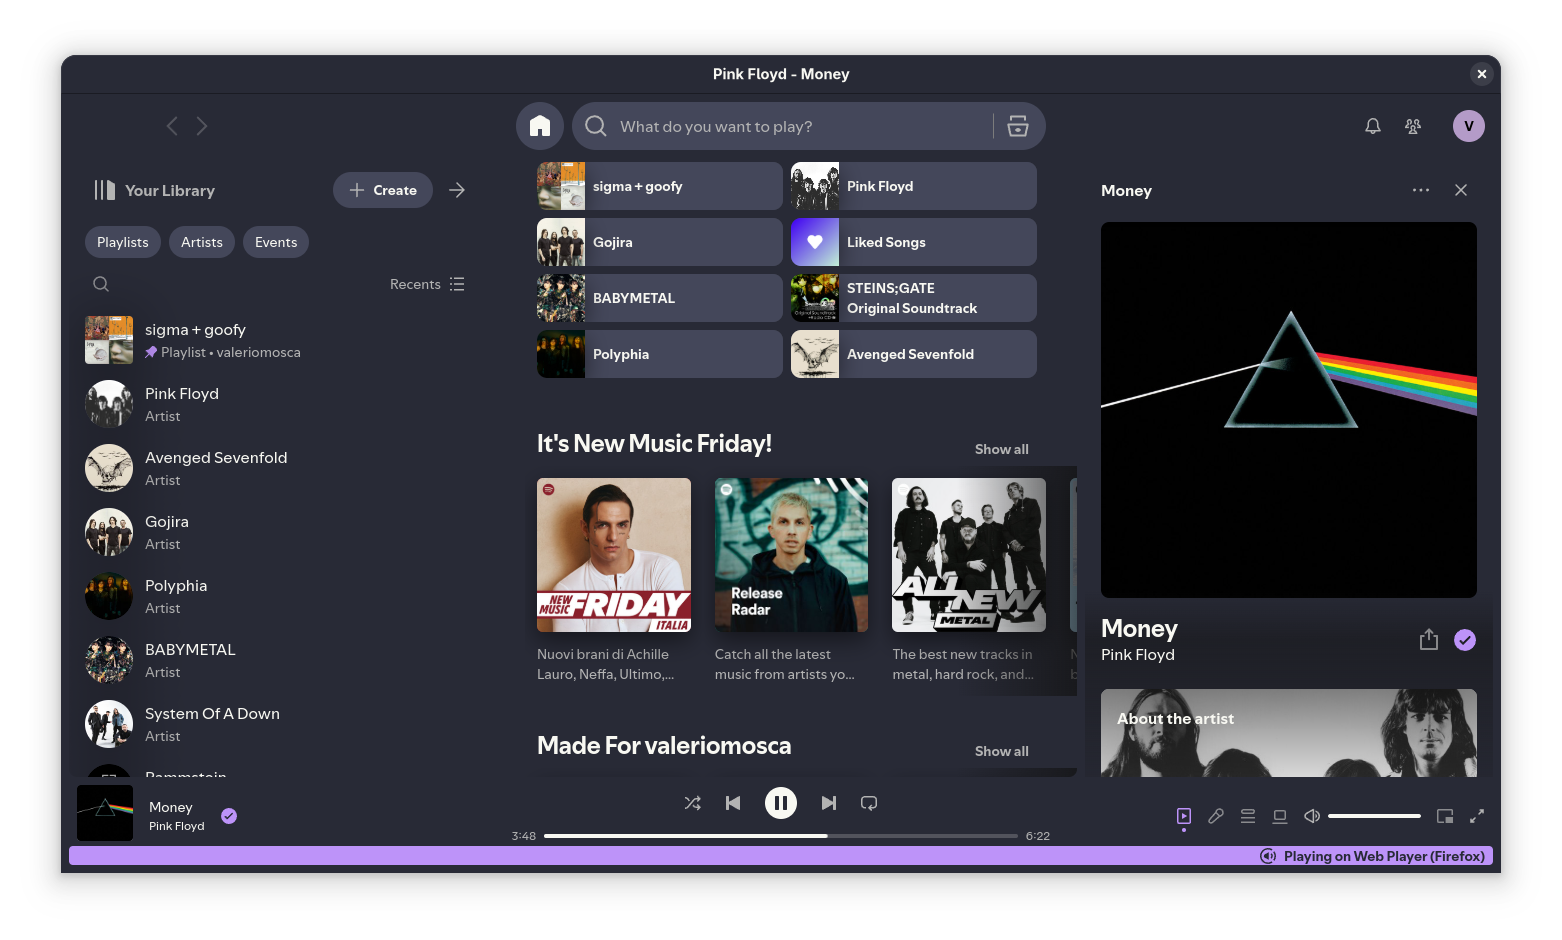 Pink Floyd - Money
What do you want to play?
V
Your Library
Create
Playlists
Artists
Events
Recents
sigma + goofy
Playlist • valeriomosca
Pink Floyd
Artist
Avenged Sevenfold
Artist
Gojira
Artist
Polyphia
Artist
BABYMETAL
Artist
System Of A Down
Artist
Rammstein
sigma + goofy
Pink Floyd
Gojira
Liked Songs
BABYMETAL
STEINS;GATE
Original Soundtrack
Polyphia
Avenged Sevenfold
It's New Music Friday!
Show all
NEW
MUSIC
FRIDAY
ITALIA
Release
Radar
ALL
NEW
METAL
Nuovi brani di Achille
Lauro, Neffa, Ultimo,...
Catch all the latest
music from artists yo...
The best new tracks in
metal, hard rock, and...
Made For valeriomosca
Show all
Money
Money
Pink Floyd
About the artist
Money
Pink Floyd
3:48
6:22
Playing on Web Player (Firefox)